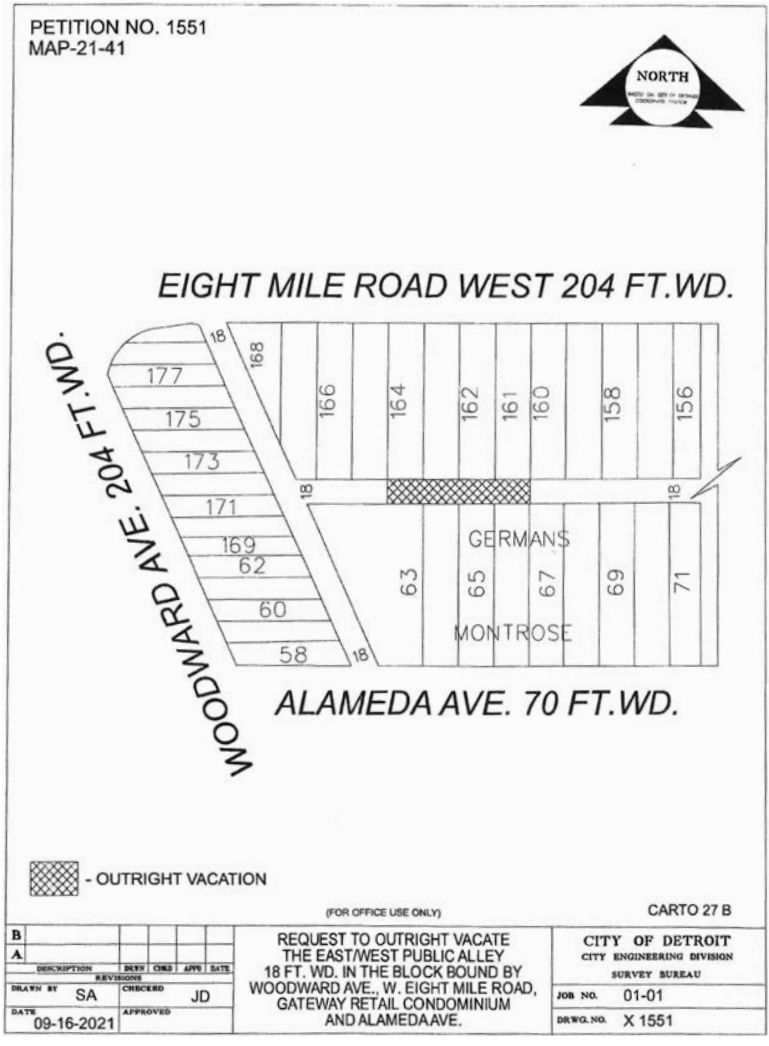 PETITION NO. 1551
MAP-21-41
NORTH
EIGHT MILE ROAD WEST 204 FT.WD.
WOODWARD AVE. 204 FT.WD.
18
168
166
164
162
161
160
158
156
177
175
173
171
169
62
60
58
18
18
18
GERMANS
63
65
67
69
71
MONTROSE
ALAMEDA AVE. 70 FT.WD.
- OUTRIGHT VACATION
(FOR OFFICE USE ONLY)
CARTO 27 B
B
A
DESCRIPTION DRWN CHKD APPD DATE
REVISIONS
DRAWN BY SA
CHECKED JD
DATE 09-16-2021
APPROVED
REQUEST TO OUTRIGHT VACATE
THE EAST/WEST PUBLIC ALLEY
18 FT. WD. IN THE BLOCK BOUND BY
WOODWARD AVE., W. EIGHT MILE ROAD,
GATEWAY RETAIL CONDOMINIUM
AND ALAMEDA AVE.
CITY OF DETROIT
CITY ENGINEERING DIVISION
SURVEY BUREAU
JOB NO. 01-01
DRWG. NO. X 1551